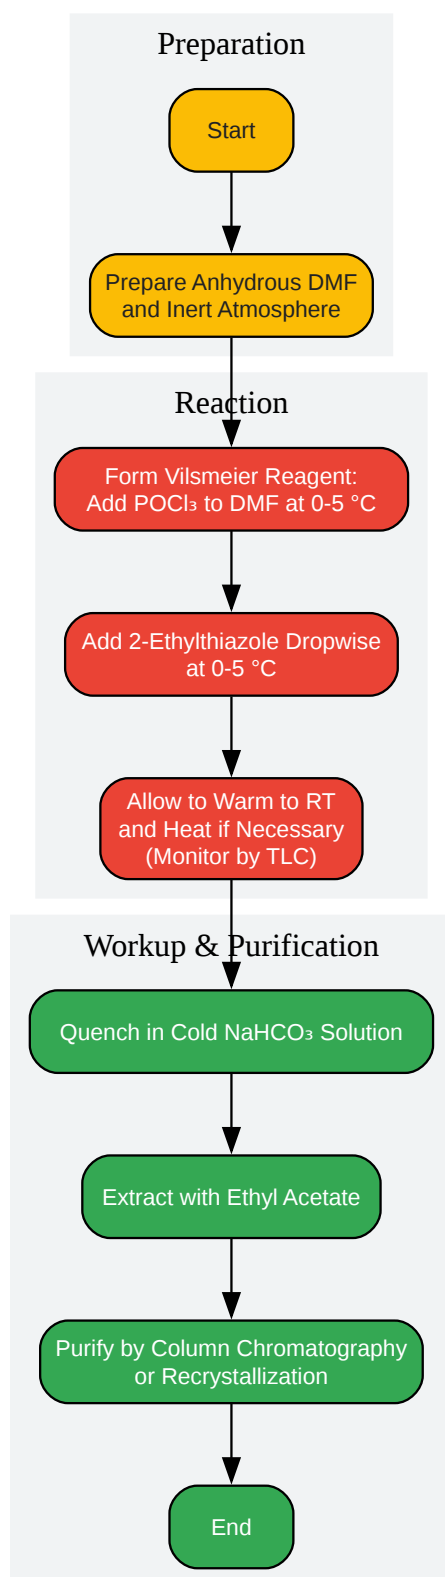 Preparation
Start
Prepare Anhydrous DMF
and Inert Atmosphere
Reaction
Form Vilsmeier Reagent:
Add POCl₃ to DMF at 0-5 °C
Add 2-Ethylthiazole Dropwise
at 0-5 °C
Allow to Warm to RT
and Heat if Necessary
(Monitor by TLC)
Workup & Purification
Quench in Cold NaHCO₃ Solution
Extract with Ethyl Acetate
Purify by Column Chromatography
or Recrystallization
End